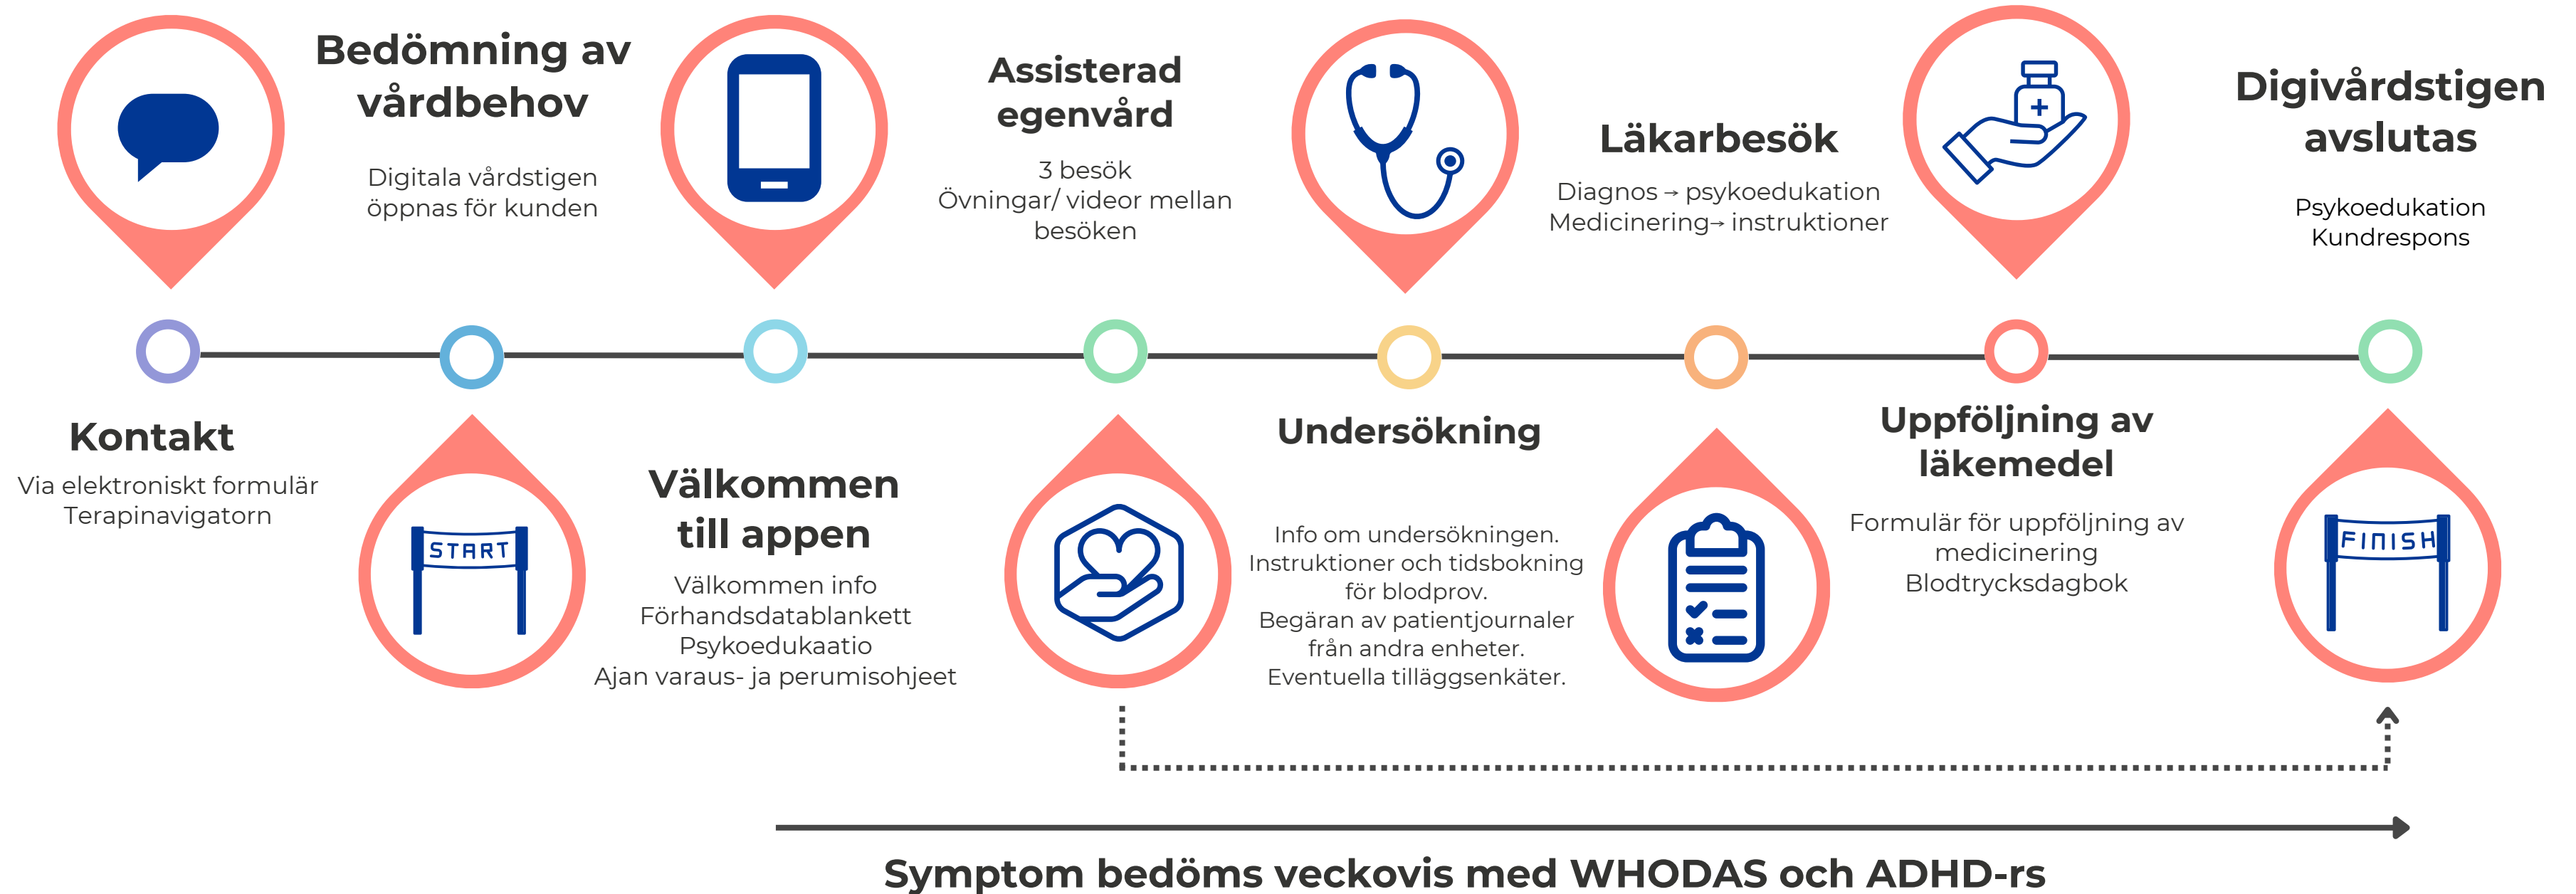 Kontakt
Via elektroniskt formulär
Terapinavigatorn
Bedömning av
vårdbehov
Digitala vårdstigen
öppnas för kunden
START
Välkommen
till appen
Välkommen info
Förhandsdatablankett
Psykoedukaatio
Ajan varaus- ja perumisohjeet
Assisterad
egenvård
3 besök
Övningar/ videor mellan
besöken
Undersökning
Info om undersökningen.
Instruktioner och tidsbokning
för blodprov.
Begäran av patientjournaler
från andra enheter.
Eventuella tilläggsenkäter.
Läkarbesök
Diagnos → psykoedukation
Medicinering→ instruktioner
Uppföljning av
läkemedel
Formulär för uppföljning av
medicinering
Blodtrycksdagbok
Digivårdstigen
avslutas
Psykoedukation
Kundrespons
FINISH
Symptom bedöms veckovis med WHODAS och ADHD-rs